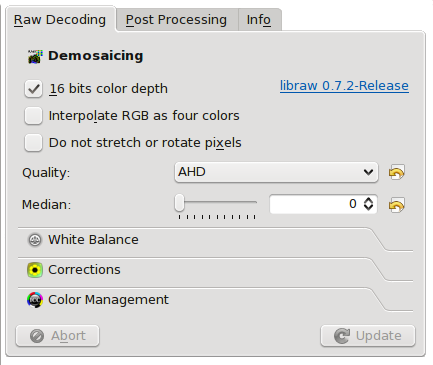 Raw Decoding Post Processing Info
Demosaicing
16 bits color depth libraw 0.7.2-Release
Interpolate RGB as four colors
Do not stretch or rotate pixels
Quality: AHD
Median: 0
White Balance
Corrections
Color Management
Abort Update